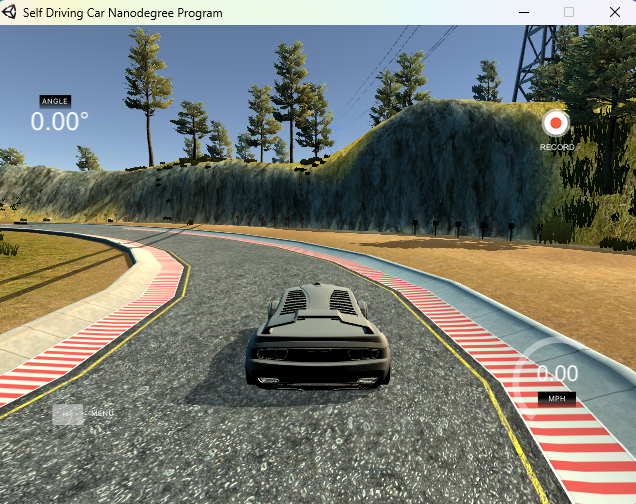 Self Driving Car Nanodegree Program
ANGLE
0.00°
RECORD
0.00
MPH
MENU